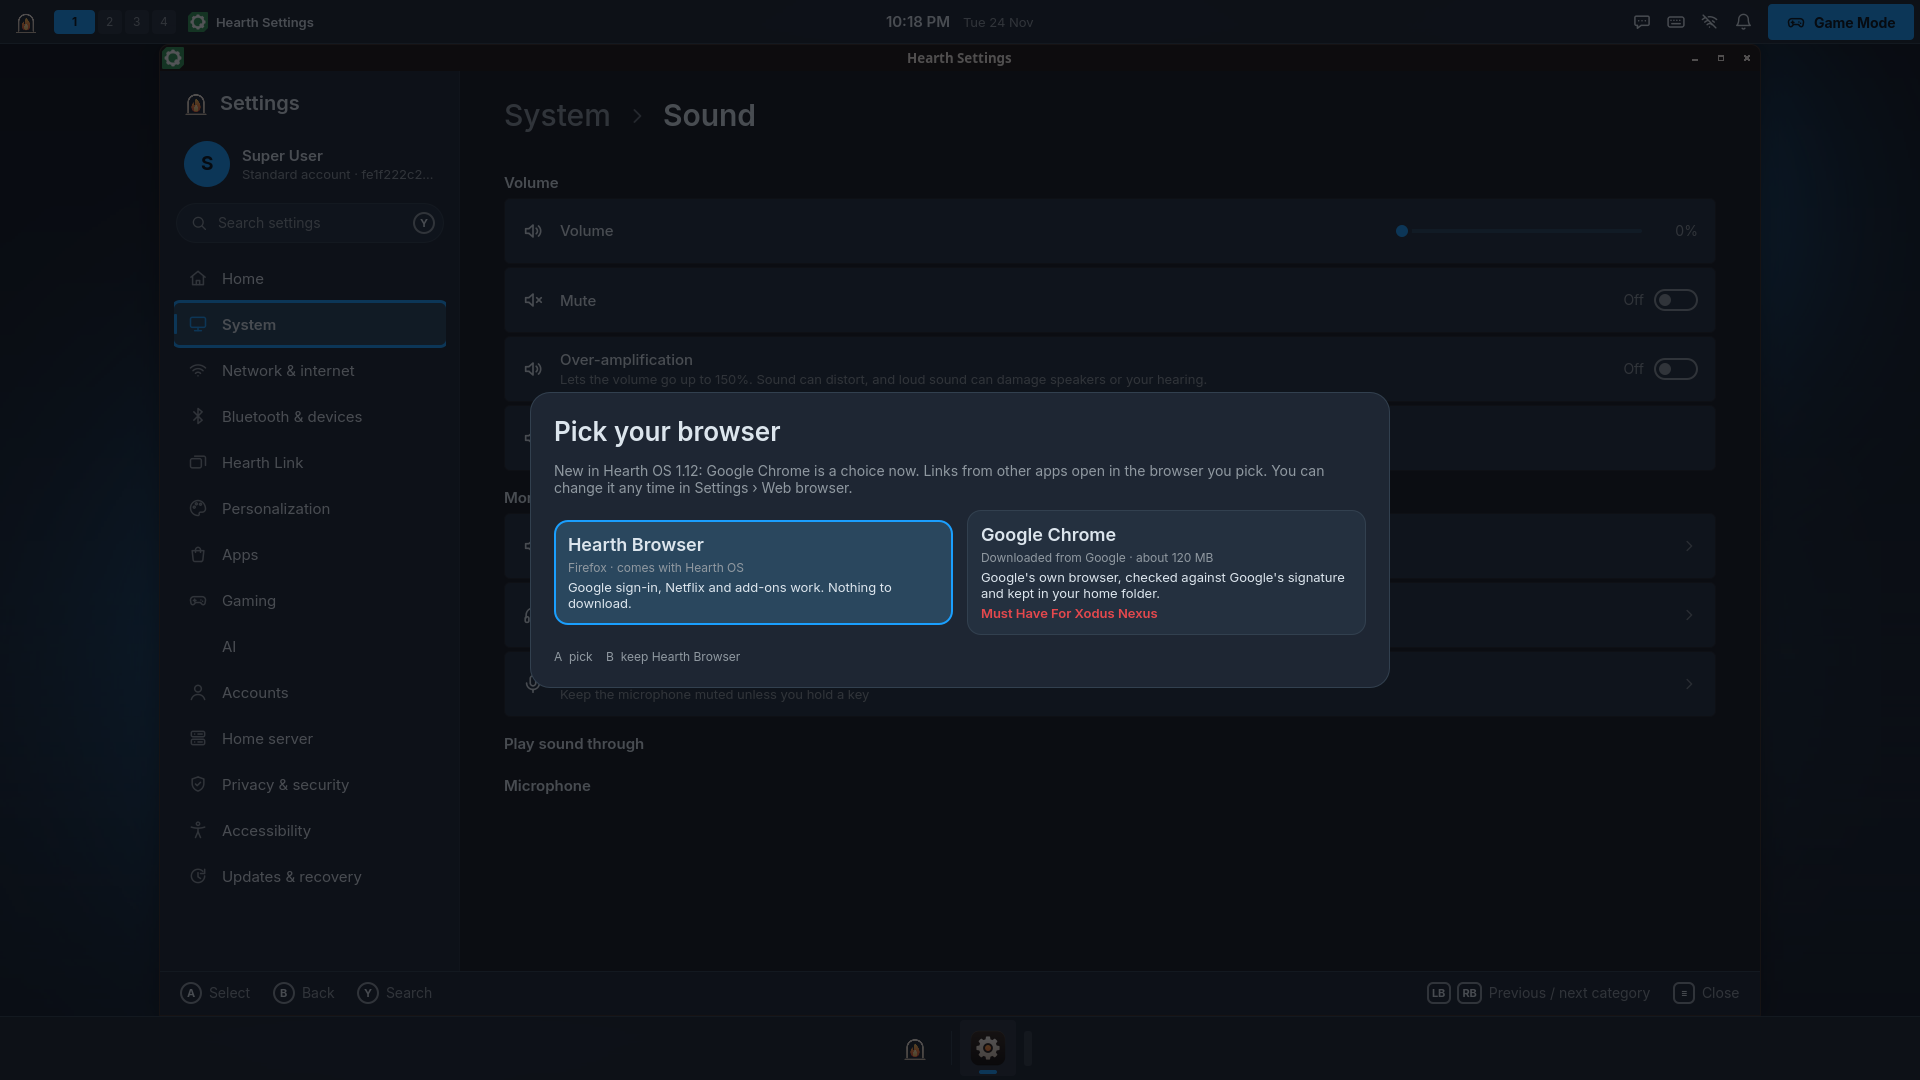 1 2 3 4 Hearth Settings
10:18 PM Tue 24 Nov
Game Mode
Hearth Settings
Settings
S
Super User
Standard account · fe1f222c2...
Search settings Y
Home
System
Network & internet
Bluetooth & devices
Hearth Link
Personalization
Apps
Gaming
AI
Accounts
Home server
Privacy & security
Accessibility
Updates & recovery
System › Sound
Volume
Volume 0%
Mute Off
Over-amplification Off
Lets the volume go up to 150%. Sound can distort, and loud sound can damage speakers or your hearing.
Pick your browser
New in Hearth OS 1.12: Google Chrome is a choice now. Links from other apps open in the browser you pick. You can
change it any time in Settings › Web browser.
Hearth Browser
Firefox · comes with Hearth OS
Google sign-in, Netflix and add-ons work. Nothing to
download.
Google Chrome
Downloaded from Google · about 120 MB
Google's own browser, checked against Google's signature
and kept in your home folder.
Must Have For Xodus Nexus
A pick B keep Hearth Browser
Keep the microphone muted unless you hold a key
Play sound through
Microphone
A Select B Back Y Search
LB RB Previous / next category ≡ Close